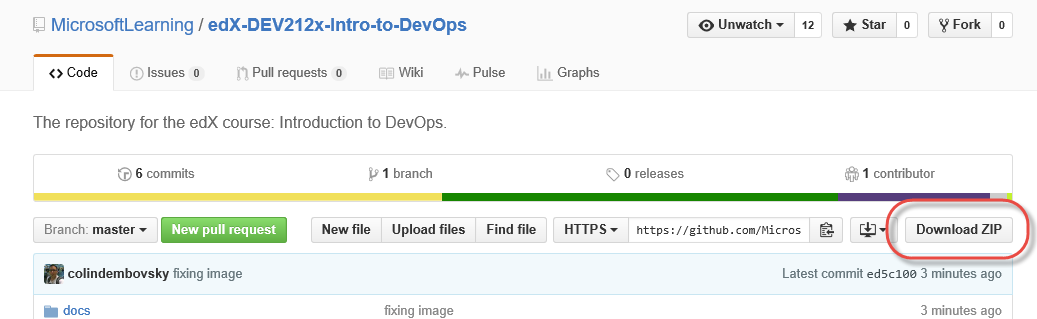 MicrosoftLearning / edX-DEV212x-Intro-to-DevOps Unwatch 12 Star 0 Fork 0
Code Issues 0 Pull requests 0 Wiki Pulse Graphs
The repository for the edX course: Introduction to DevOps.
6 commits 1 branch 0 releases 1 contributor
Branch: master New pull request New file Upload files Find file HTTPS https://github.com/Micros Download ZIP
colindembovsky fixing image Latest commit ed5c100 3 minutes ago
docs fixing image 3 minutes ago